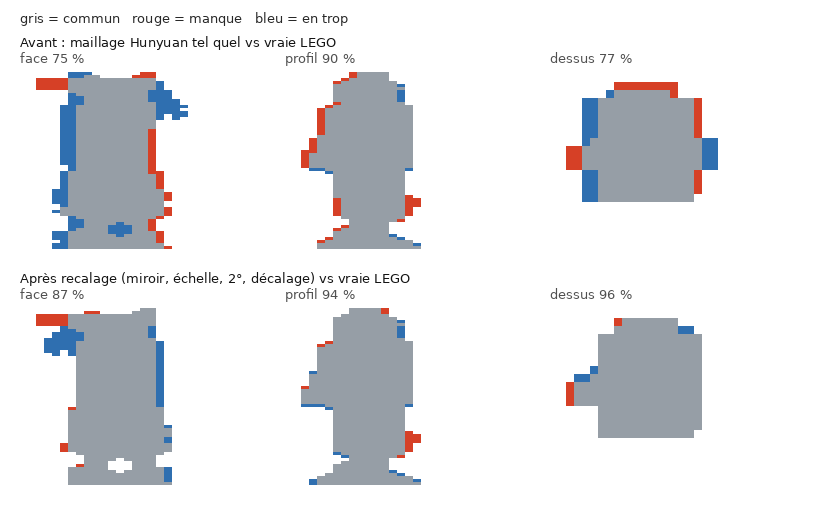 gris = commun   rouge = manque   bleu = en trop
Avant : maillage Hunyuan tel quel vs vraie LEGO
face 75 %   profil 90 %   dessus 77 %
Après recalage (miroir, échelle, 2°, décalage) vs vraie LEGO
face 87 %   profil 94 %   dessus 96 %